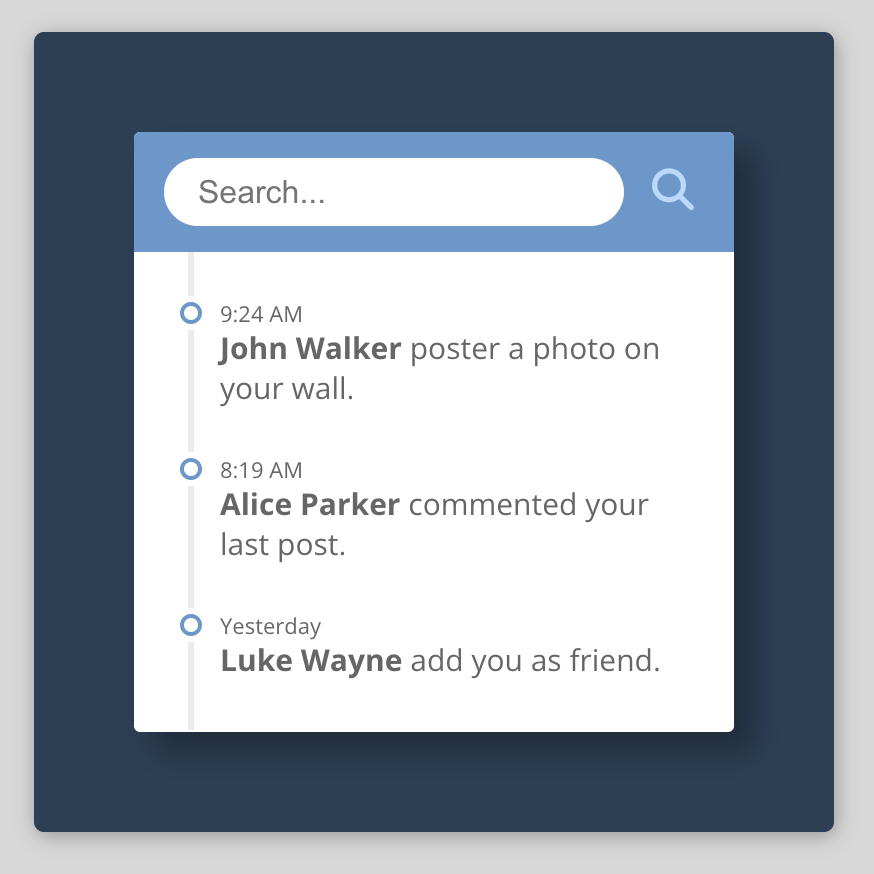 Search...
9:24 AM
John Walker poster a photo on
your wall.
8:19 AM
Alice Parker commented your
last post.
Yesterday
Luke Wayne add you as friend.